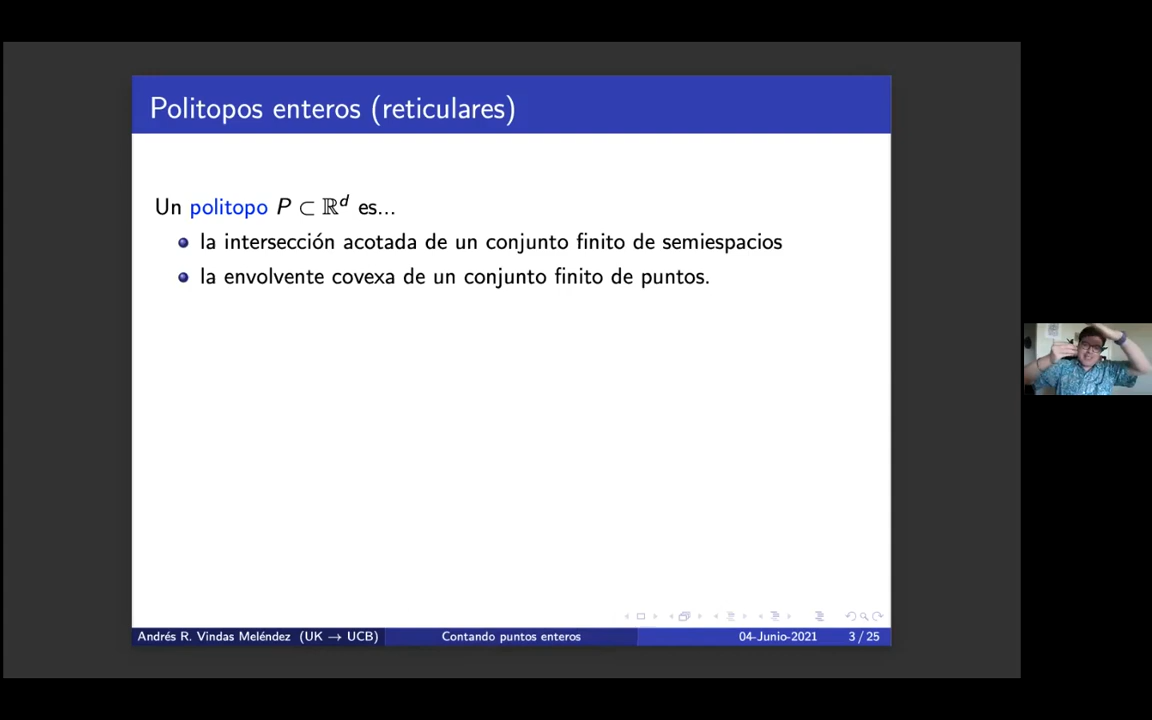 Politopos enteros (reticulares)
Un politopo P ⊂ ℝᵈ es...
la intersección acotada de un conjunto finito de semiespacios
la envolvente covexa de un conjunto finito de puntos.
Andrés R. Vindas Meléndez (UK → UCB) Contando puntos enteros 04-Junio-2021 3 / 25